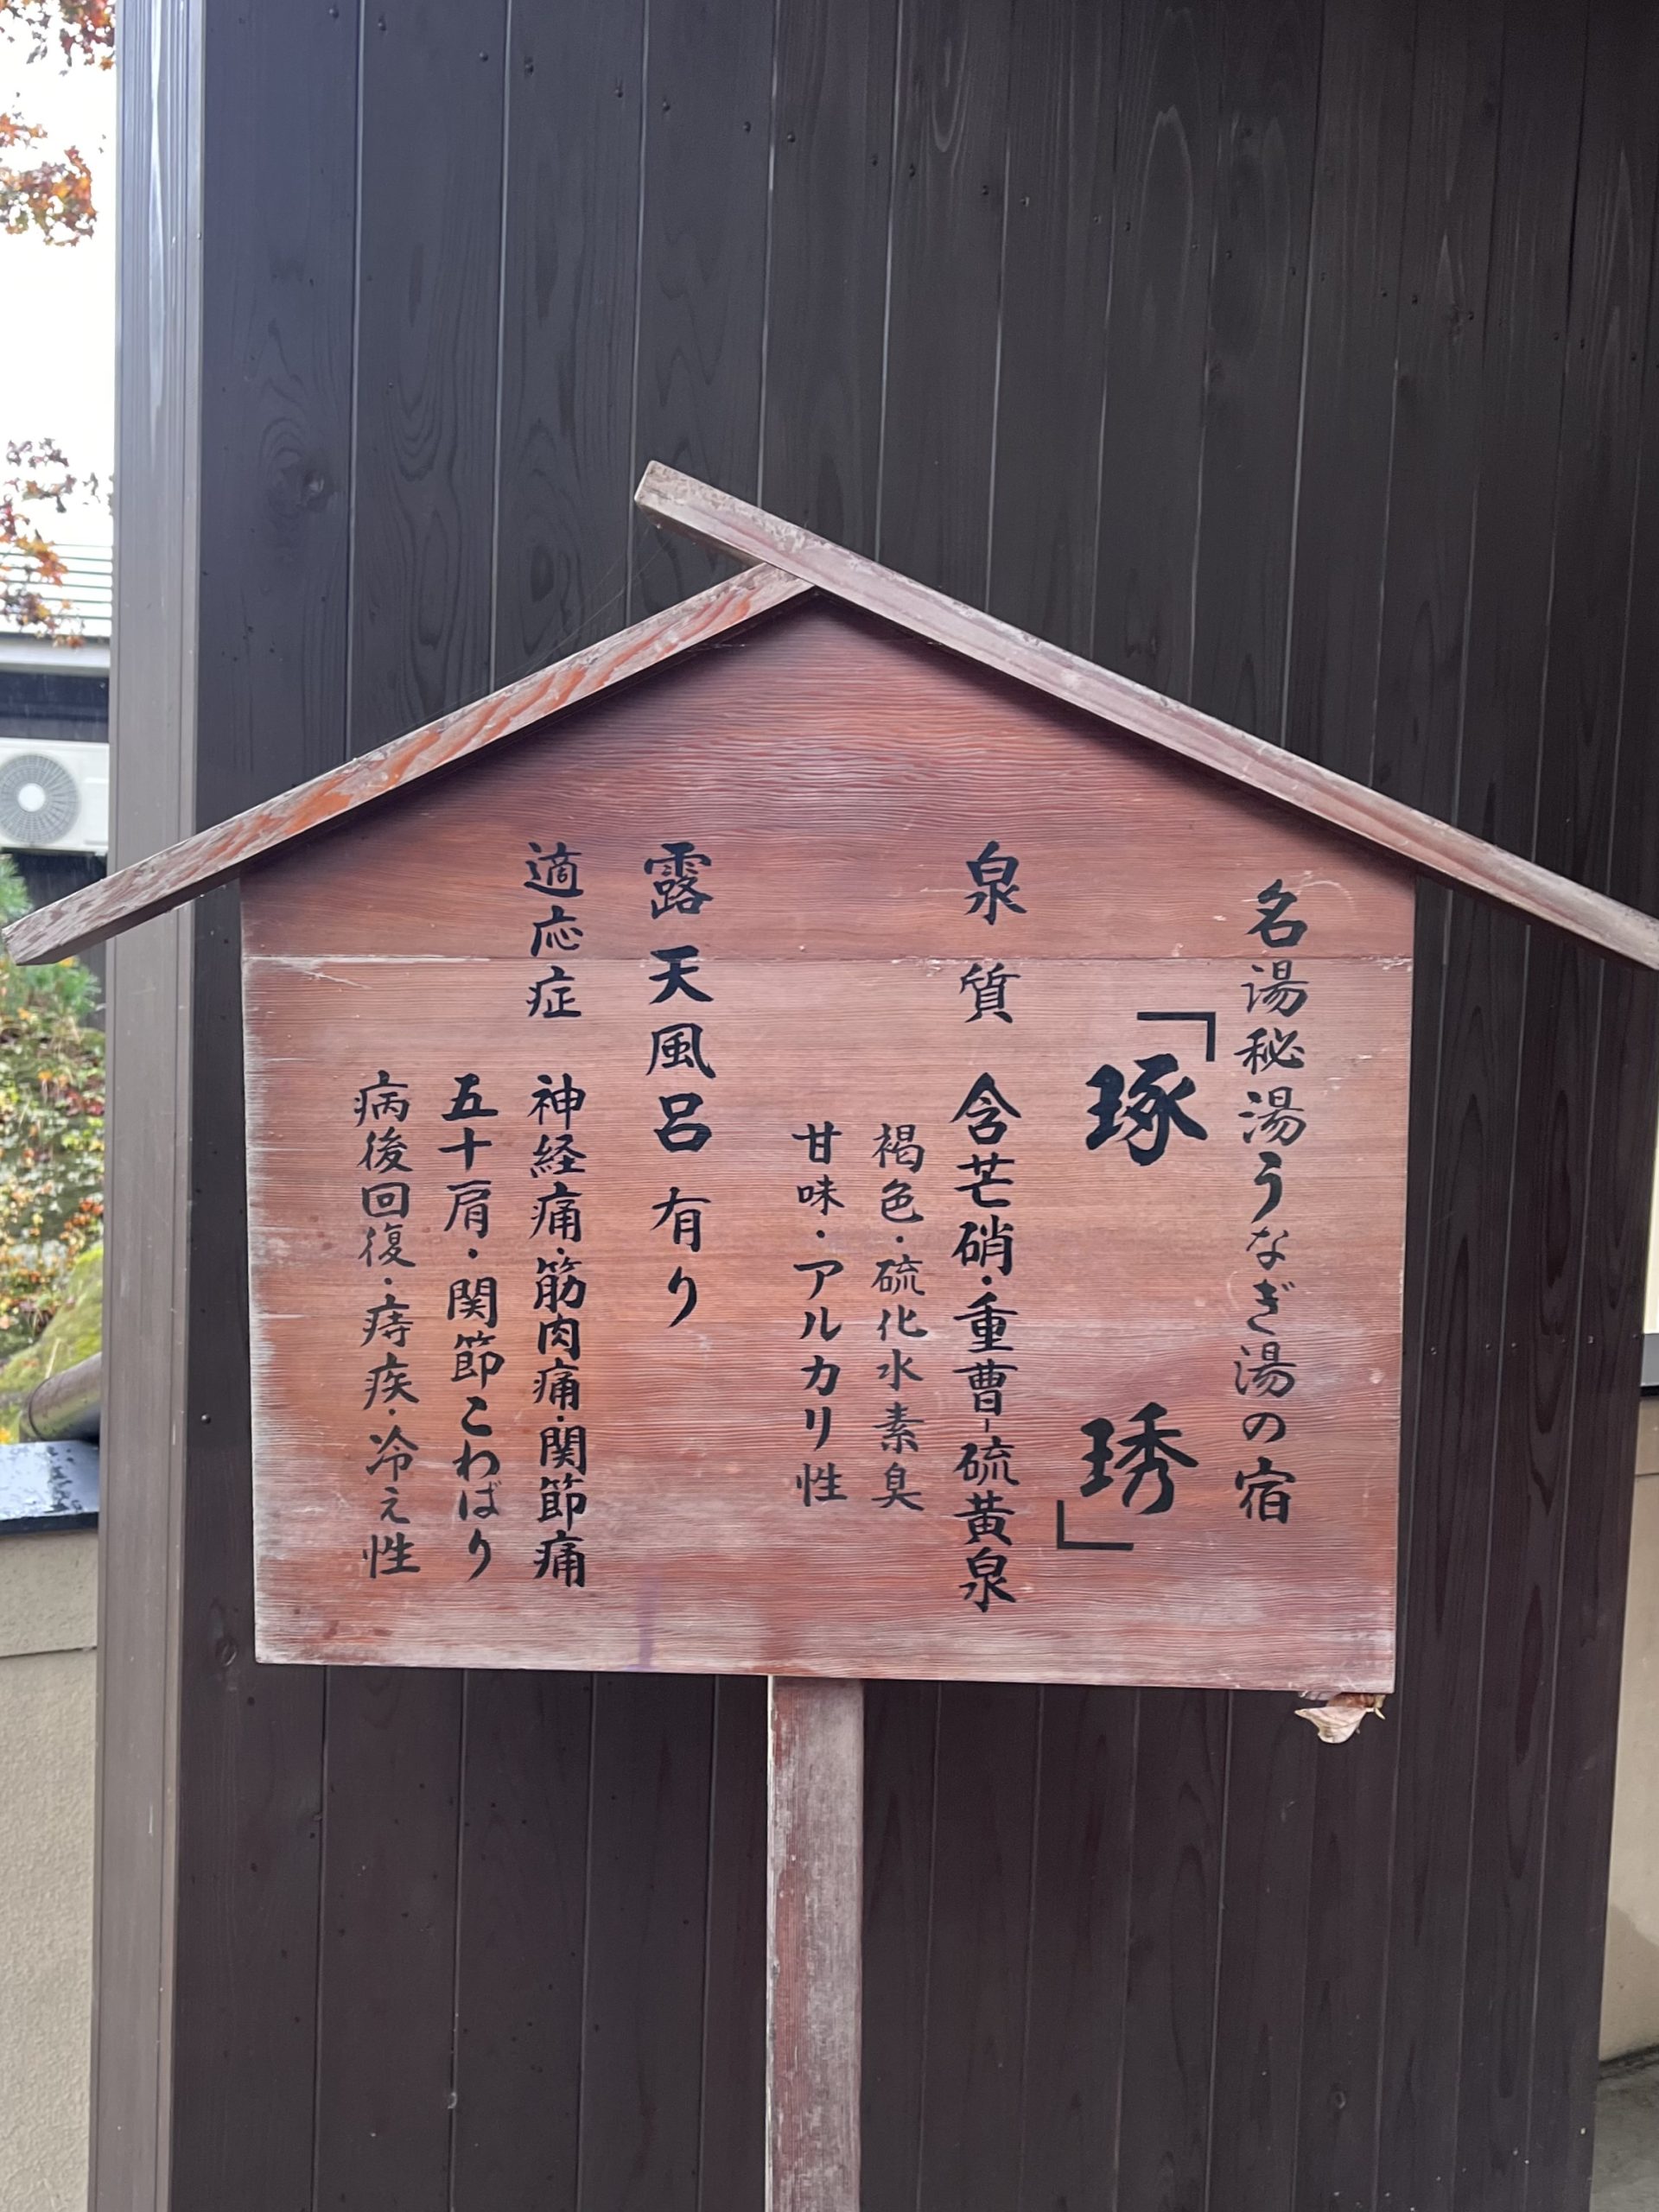 名湯秘湯うなぎ湯の宿
「琢琇」
泉質 含芒硝・重曹-硫黄泉
褐色・硫化水素臭
甘味・アルカリ性
露天風呂有り
適応症 神経痛・筋肉痛・関節痛
五十肩・関節こわばり
病後回復・痔疾・冷え性